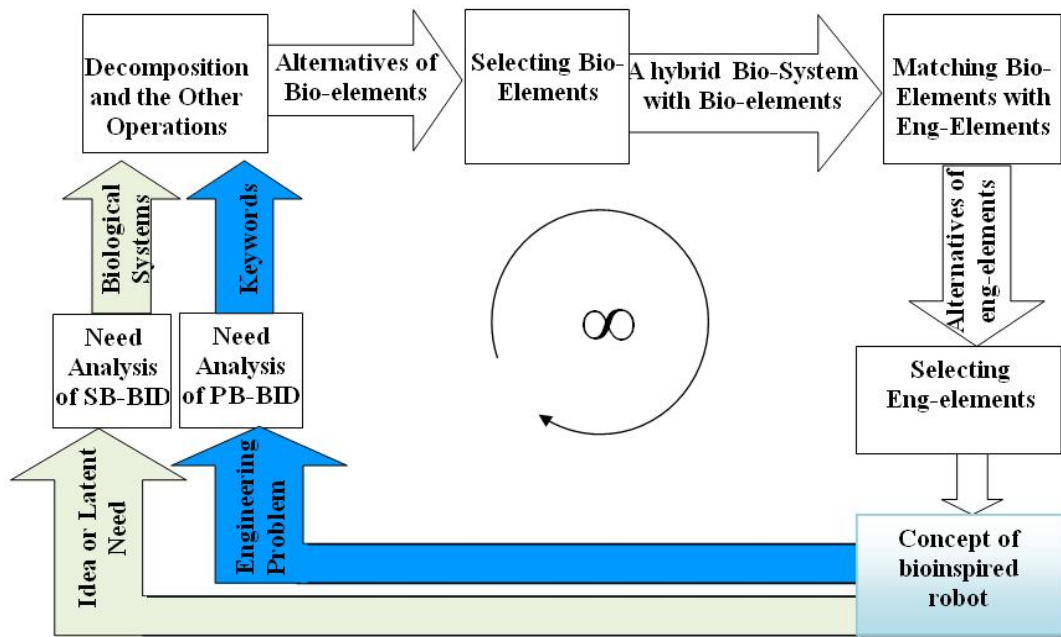 Decomposition
and the Other
Operations
Alternatives of
Bio-elements
Selecting Bio-
Elements
A hybrid Bio-System
with Bio-elements
Matching Bio-
Elements with
Eng-Elements
Biological
Systems
Keywords
Alternatives of
eng-elements
Need
Analysis
of SB-BID
Need
Analysis
of PB-BID
∞
Selecting
Eng-elements
Idea or Latent
Need
Engineering
Problem
Concept of
bioinspired
robot